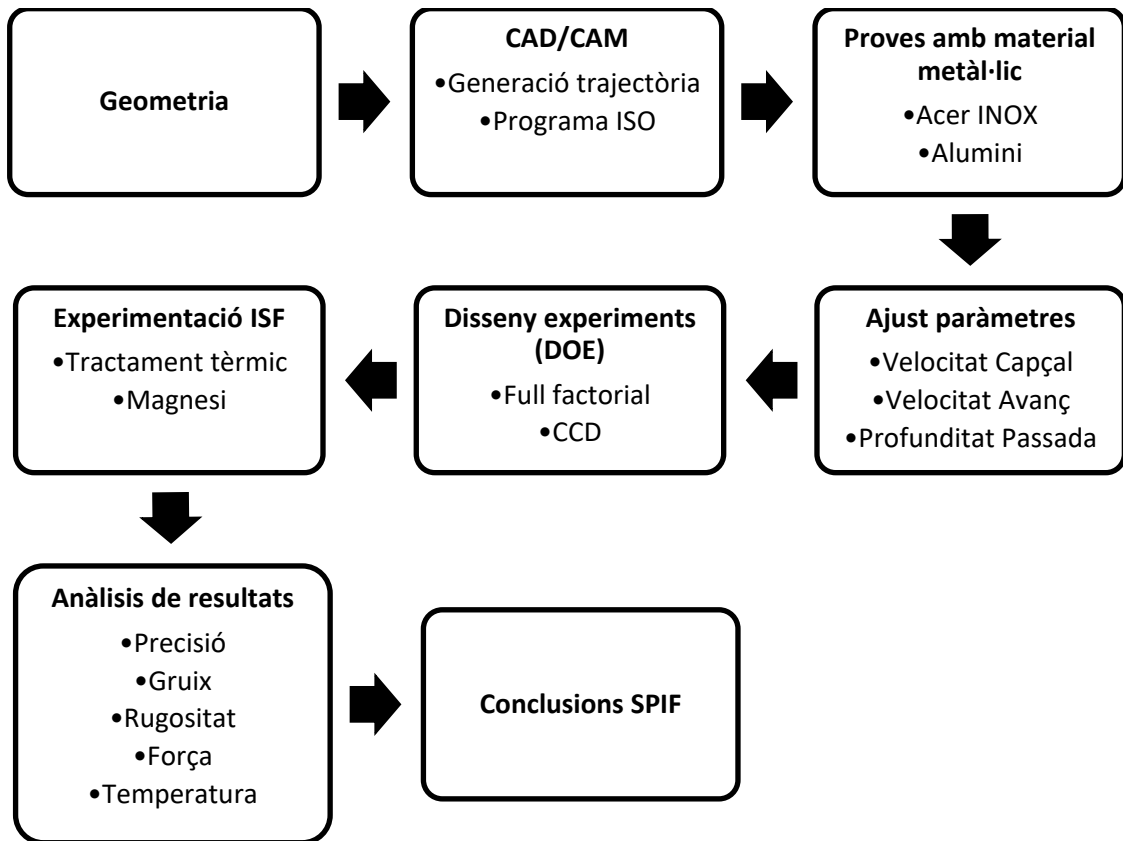 Geometria
CAD/CAM
•Generació trajectòria
•Programa ISO
Proves amb material
metàl·lic
•Acer INOX
•Alumini
Ajust paràmetres
•Velocitat Capçal
•Velocitat Avanç
•Profunditat Passada
Disseny experiments
(DOE)
•Full factorial
•CCD
Experimentació ISF
•Tractament tèrmic
•Magnesi
Anàlisis de resultats
•Precisió
•Gruix
•Rugositat
•Força
•Temperatura
Conclusions SPIF